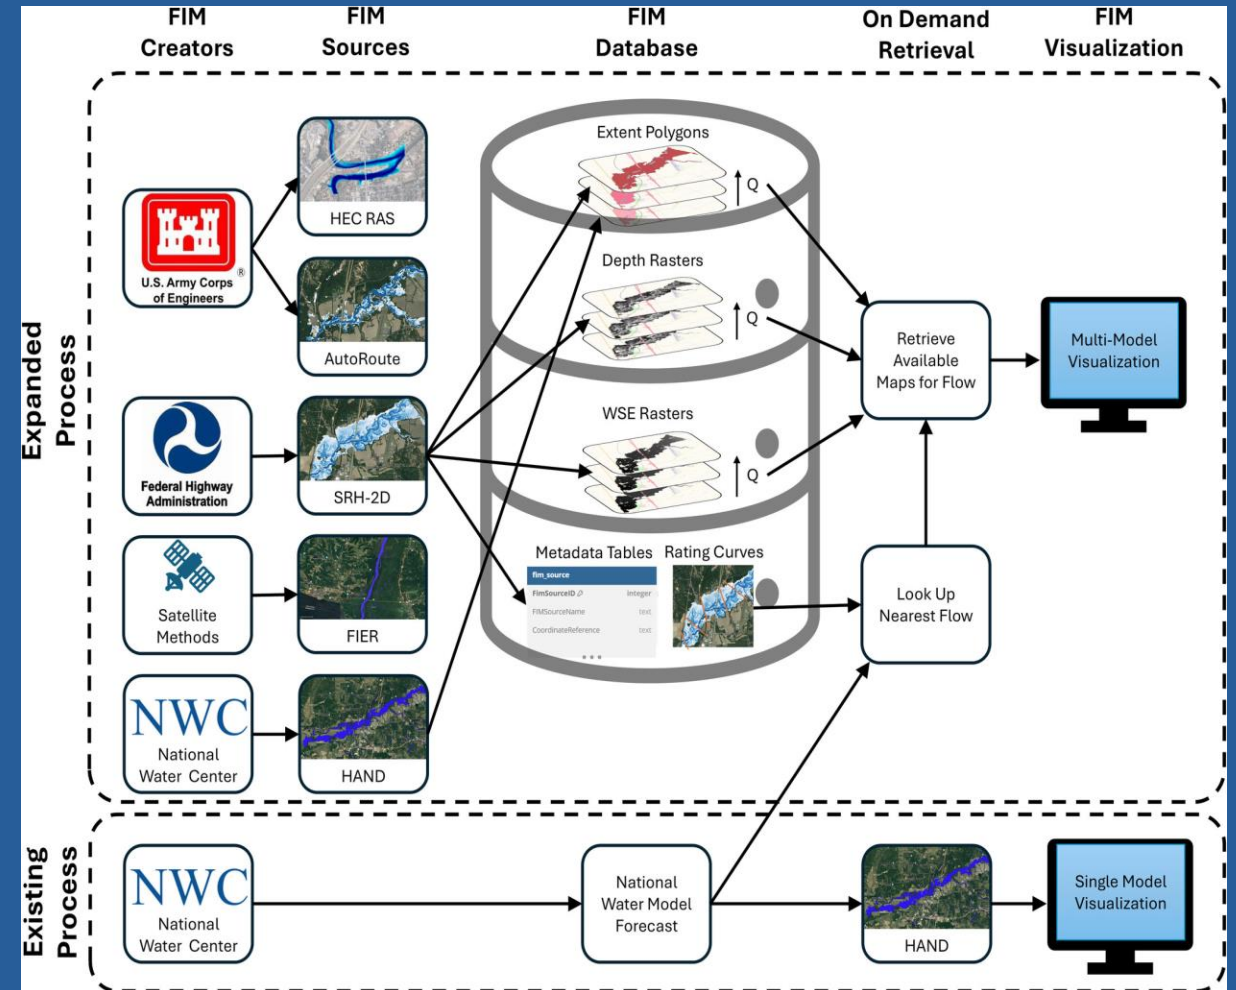 FIM
Creators
FIM
Sources
FIM
Database
On Demand
Retrieval
FIM
Visualization
Expanded
Process
U.S. Army Corps
of Engineers
®
HEC RAS
AutoRoute
Federal Highway
Administration
SRH-2D
Satellite
Methods
FIER
NWC
National
Water Center
HAND
Extent Polygons
Q
Depth Rasters
Q
WSE Rasters
Q
Metadata Tables
Rating Curves
fim_source
FimSourceID
integer
FIMSourceName
text
CoordinateReference
text
Retrieve
Available
Maps for Flow
Multi-Model
Visualization
Look Up
Nearest Flow
Existing
Process
NWC
National
Water Center
National
Water Model
Forecast
HAND
Single Model
Visualization